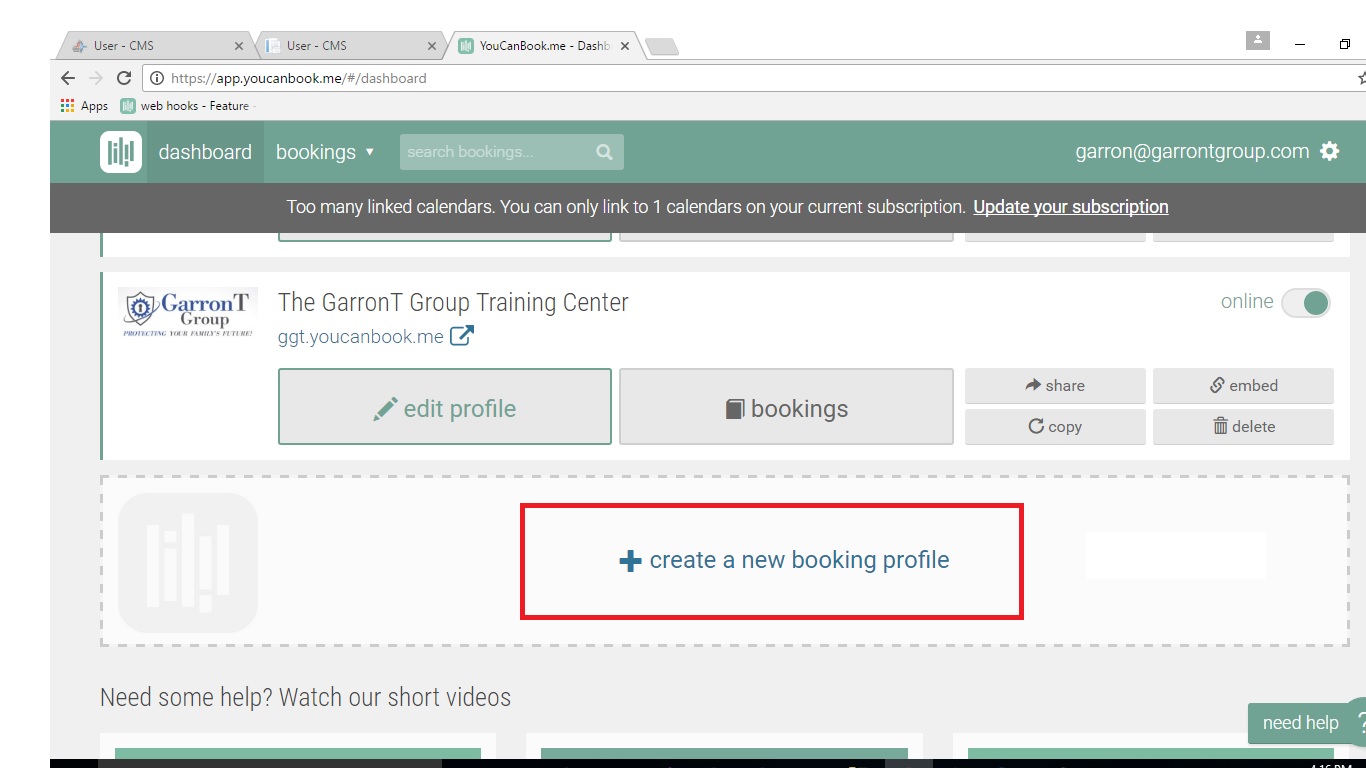 User - CMS
User - CMS
YouCanBook.me - Dashb
https://app.youcanbook.me/#/dashboard
Apps
web hooks - Feature -
dashboard
bookings
search bookings...
garron@garrontgroup.com
Too many linked calendars. You can only link to 1 calendars on your current subscription. Update your subscription
GarronT
Group
PROTECTING YOUR FAMILY'S FUTURE!
The GarronT Group Training Center
ggt.youcanbook.me
online
edit profile
bookings
share
embed
copy
delete
create a new booking profile
Need some help? Watch our short videos
need help
?
4:16 PM